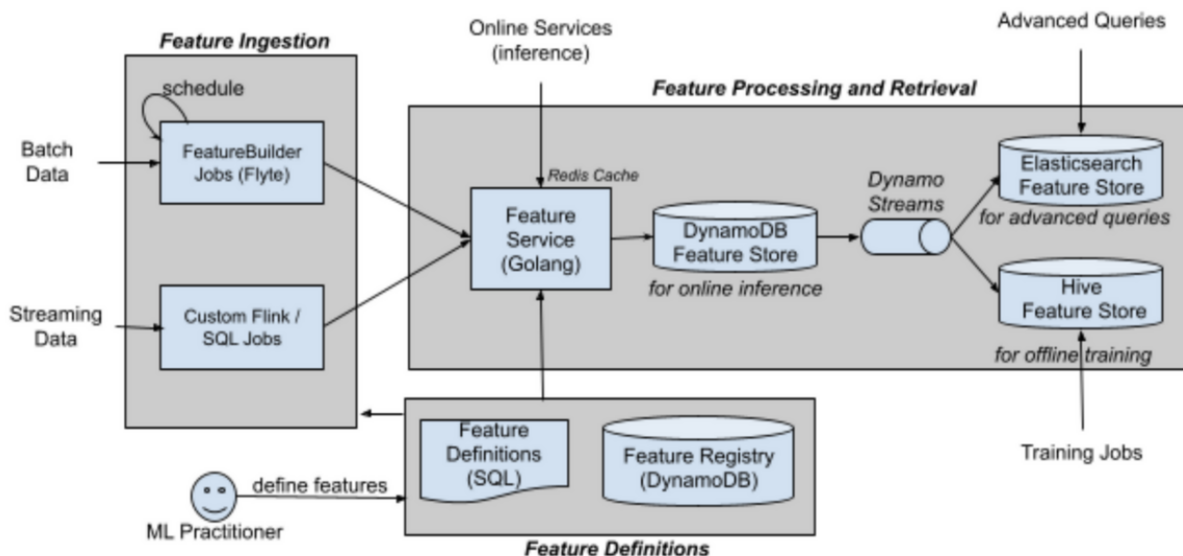 Advanced Queries
Online Services
(inference)
Feature Ingestion
Feature Processing and Retrieval
schedule
Batch
Data
FeatureBuilder
Jobs (Flyte)
Redis Cache
Feature
Service
(Golang)
DynamoDB
Feature Store
for online inference
Dynamo
Streams
Elasticsearch
Feature Store
for advanced queries
Streaming
Data
Custom Flink /
SQL Jobs
Hive
Feature Store
for offline training
Training Jobs
Feature
Definitions
(SQL)
Feature Registry
(DynamoDB)
define features
ML Practitioner
Feature Definitions